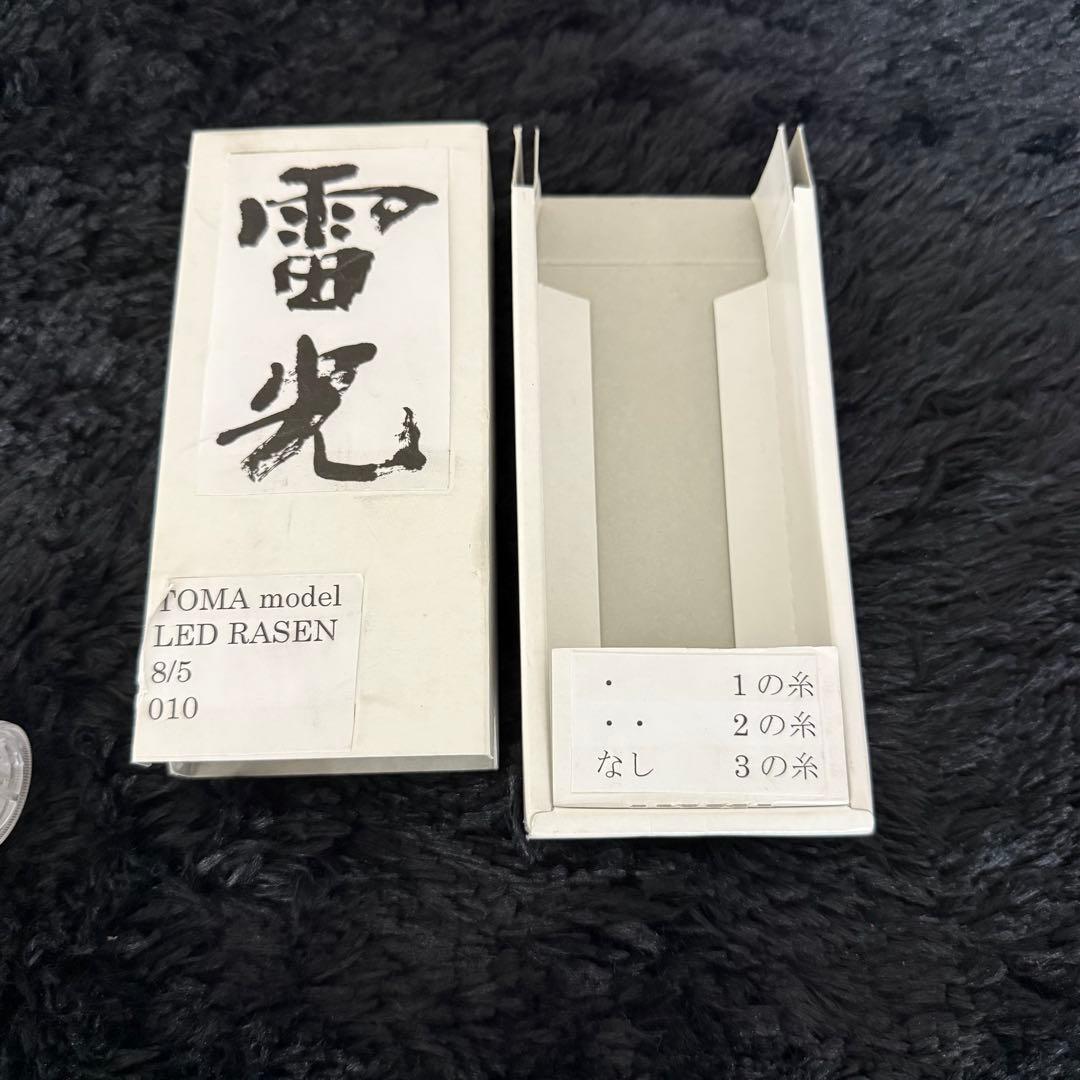 雷光
TOMA model
LED RASEN
8/5
010
・ 1の糸
・・ 2の糸
なし 3の糸